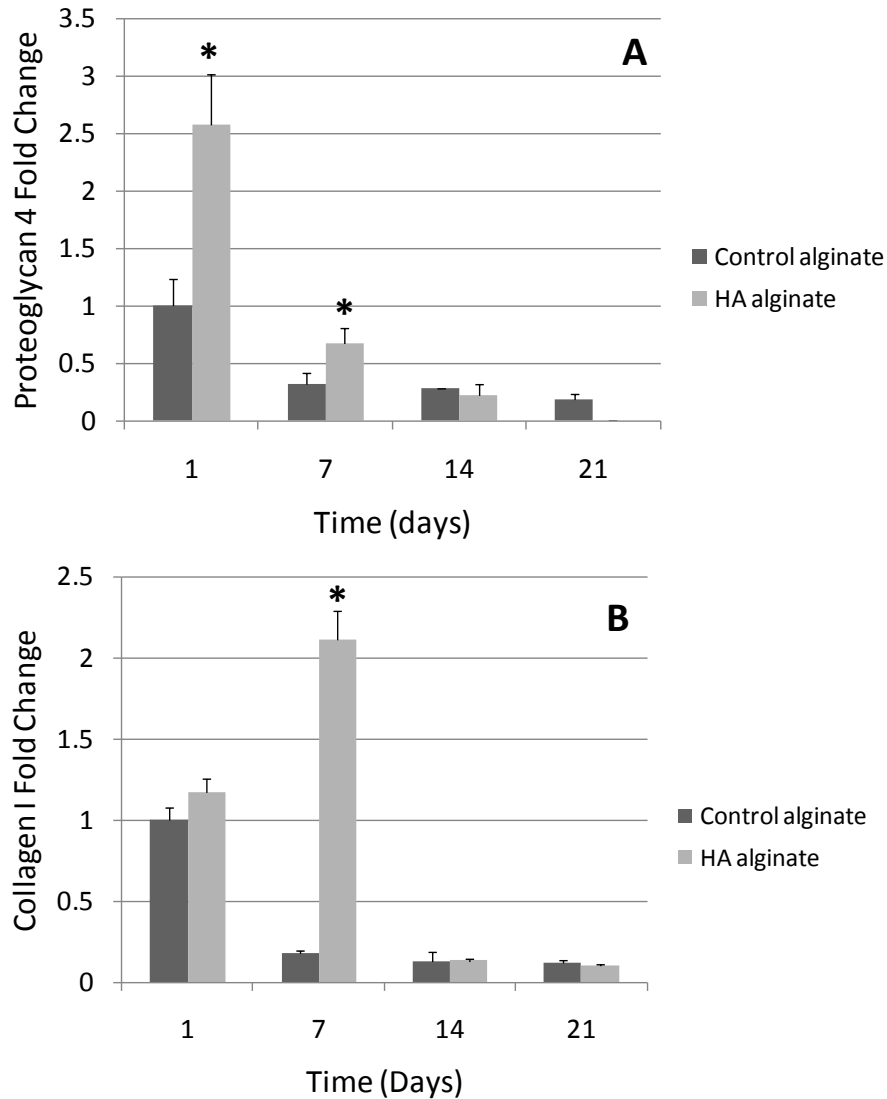 Proteoglycan 4 Fold Change
3.5
3
2.5
2
1.5
1
0.5
0
*
*
A
1 7 14 21
Time (days)
Control alginate
HA alginate
Collagen I Fold Change
2.5
2
1.5
1
0.5
0
*
B
1 7 14 21
Time (Days)
Control alginate
HA alginate